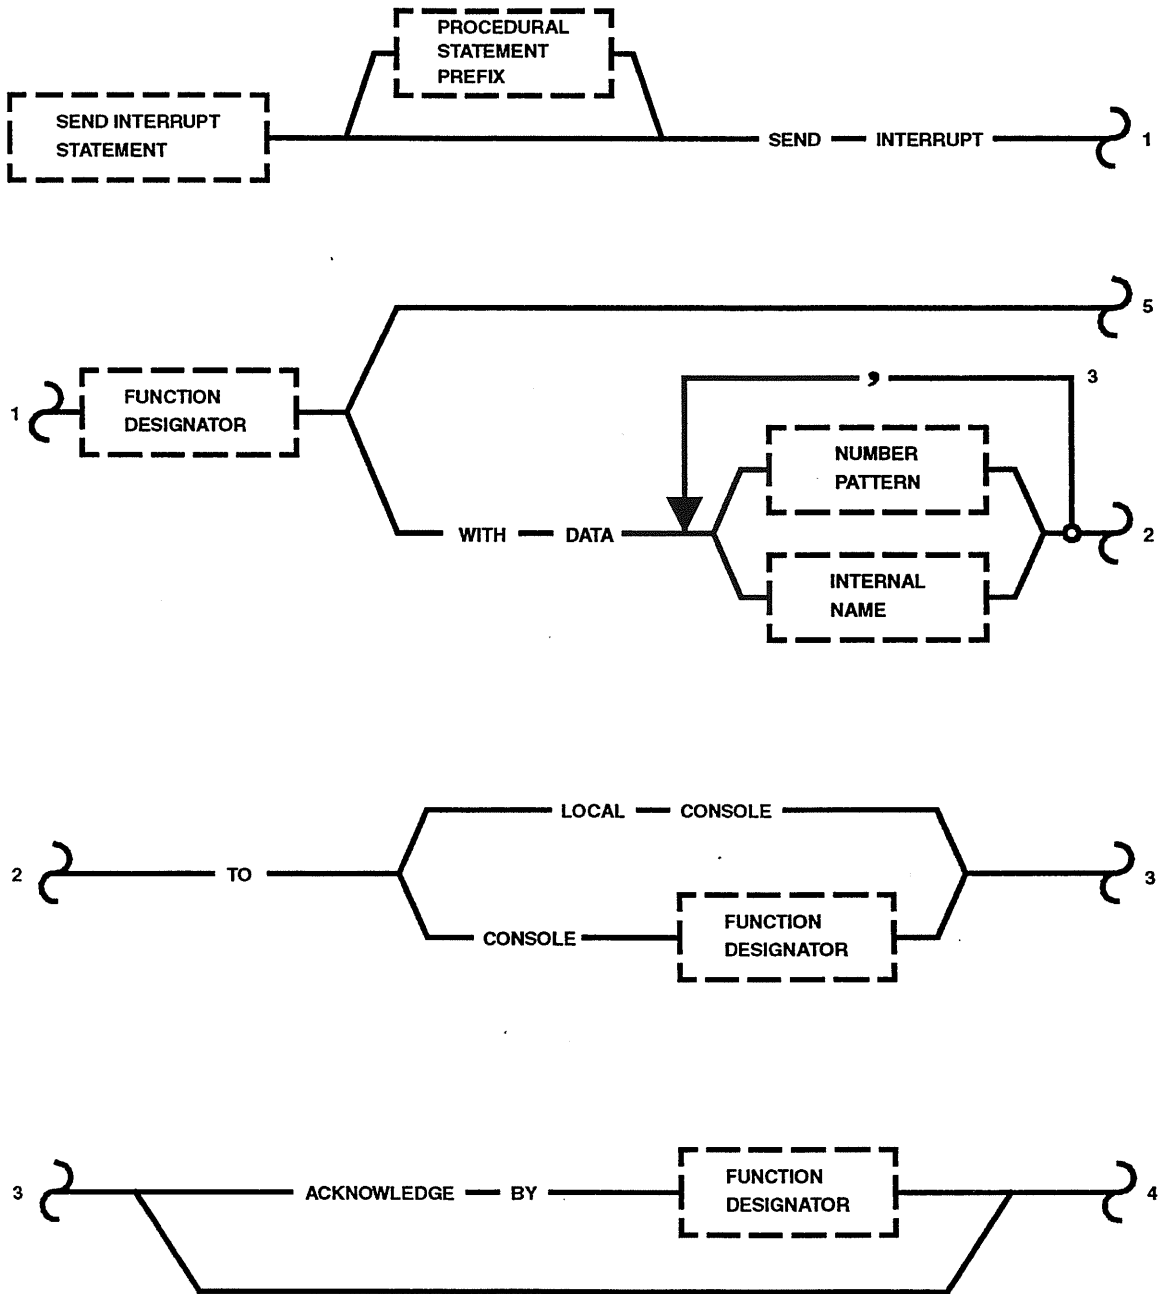 PROCEDURAL
STATEMENT
PREFIX
SEND INTERRUPT
STATEMENT
SEND INTERRUPT 1
5
1 FUNCTION
DESIGNATOR
, 3
NUMBER
PATTERN
WITH DATA 2
INTERNAL
NAME
LOCAL CONSOLE
2 TO 3
CONSOLE FUNCTION
DESIGNATOR
3 ACKNOWLEDGE BY FUNCTION
DESIGNATOR 4